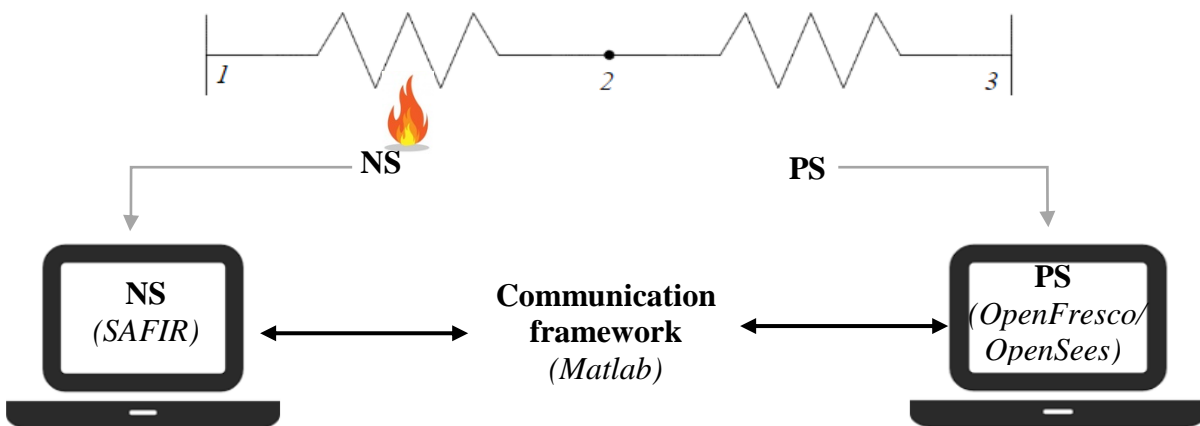 1
2
3
NS
PS
NS
(SAFIR)
Communication
framework
(Matlab)
PS
(OpenFresco/
OpenSees)